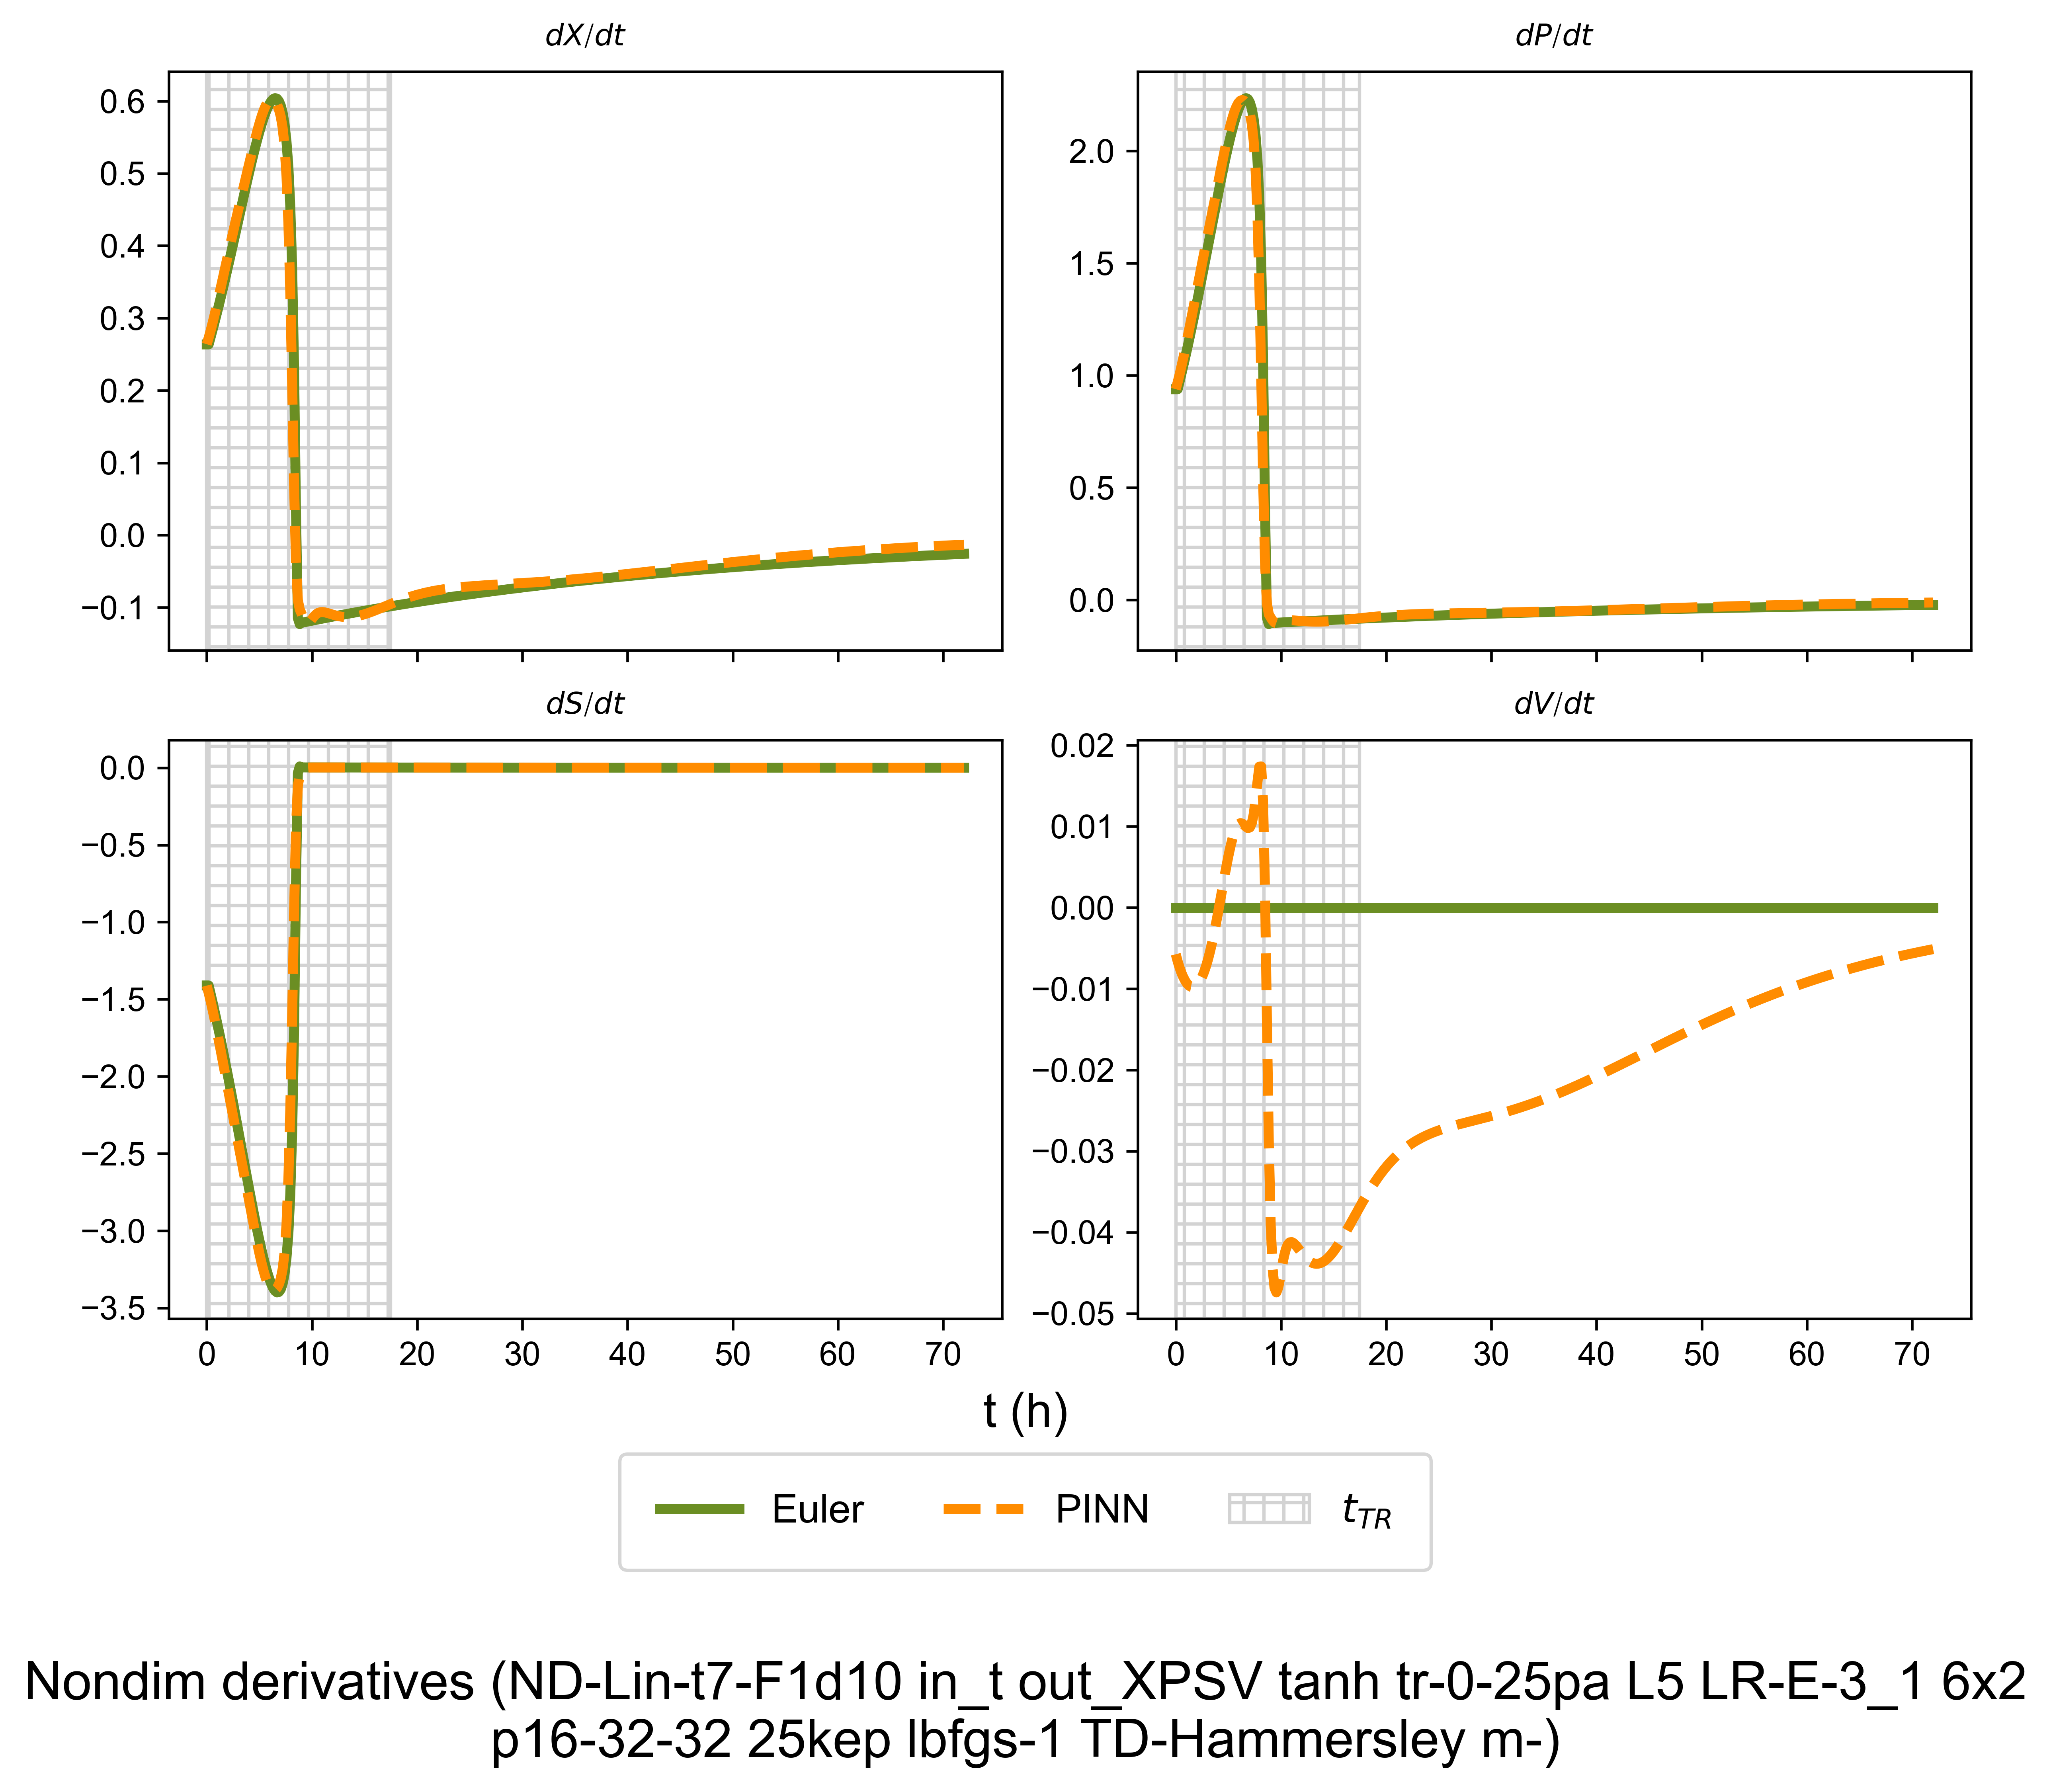 dX/dt
dP/dt
0.6
0.5
0.4
0.3
0.2
0.1
0.0
−0.1
2.0
1.5
1.0
0.5
0.0
dS/dt
dV/dt
0.0
−0.5
−1.0
−1.5
−2.0
−2.5
−3.0
−3.5
0 10 20 30 40 50 60 70
0.02
0.01
0.00
−0.01
−0.02
−0.03
−0.04
−0.05
0 10 20 30 40 50 60 70
t (h)
Euler PINN t_TR
Nondim derivatives (ND-Lin-t7-F1d10 in_t out_XPSV tanh tr-0-25pa L5 LR-E-3_1 6x2
p16-32-32 25kep lbfgs-1 TD-Hammersley m-)